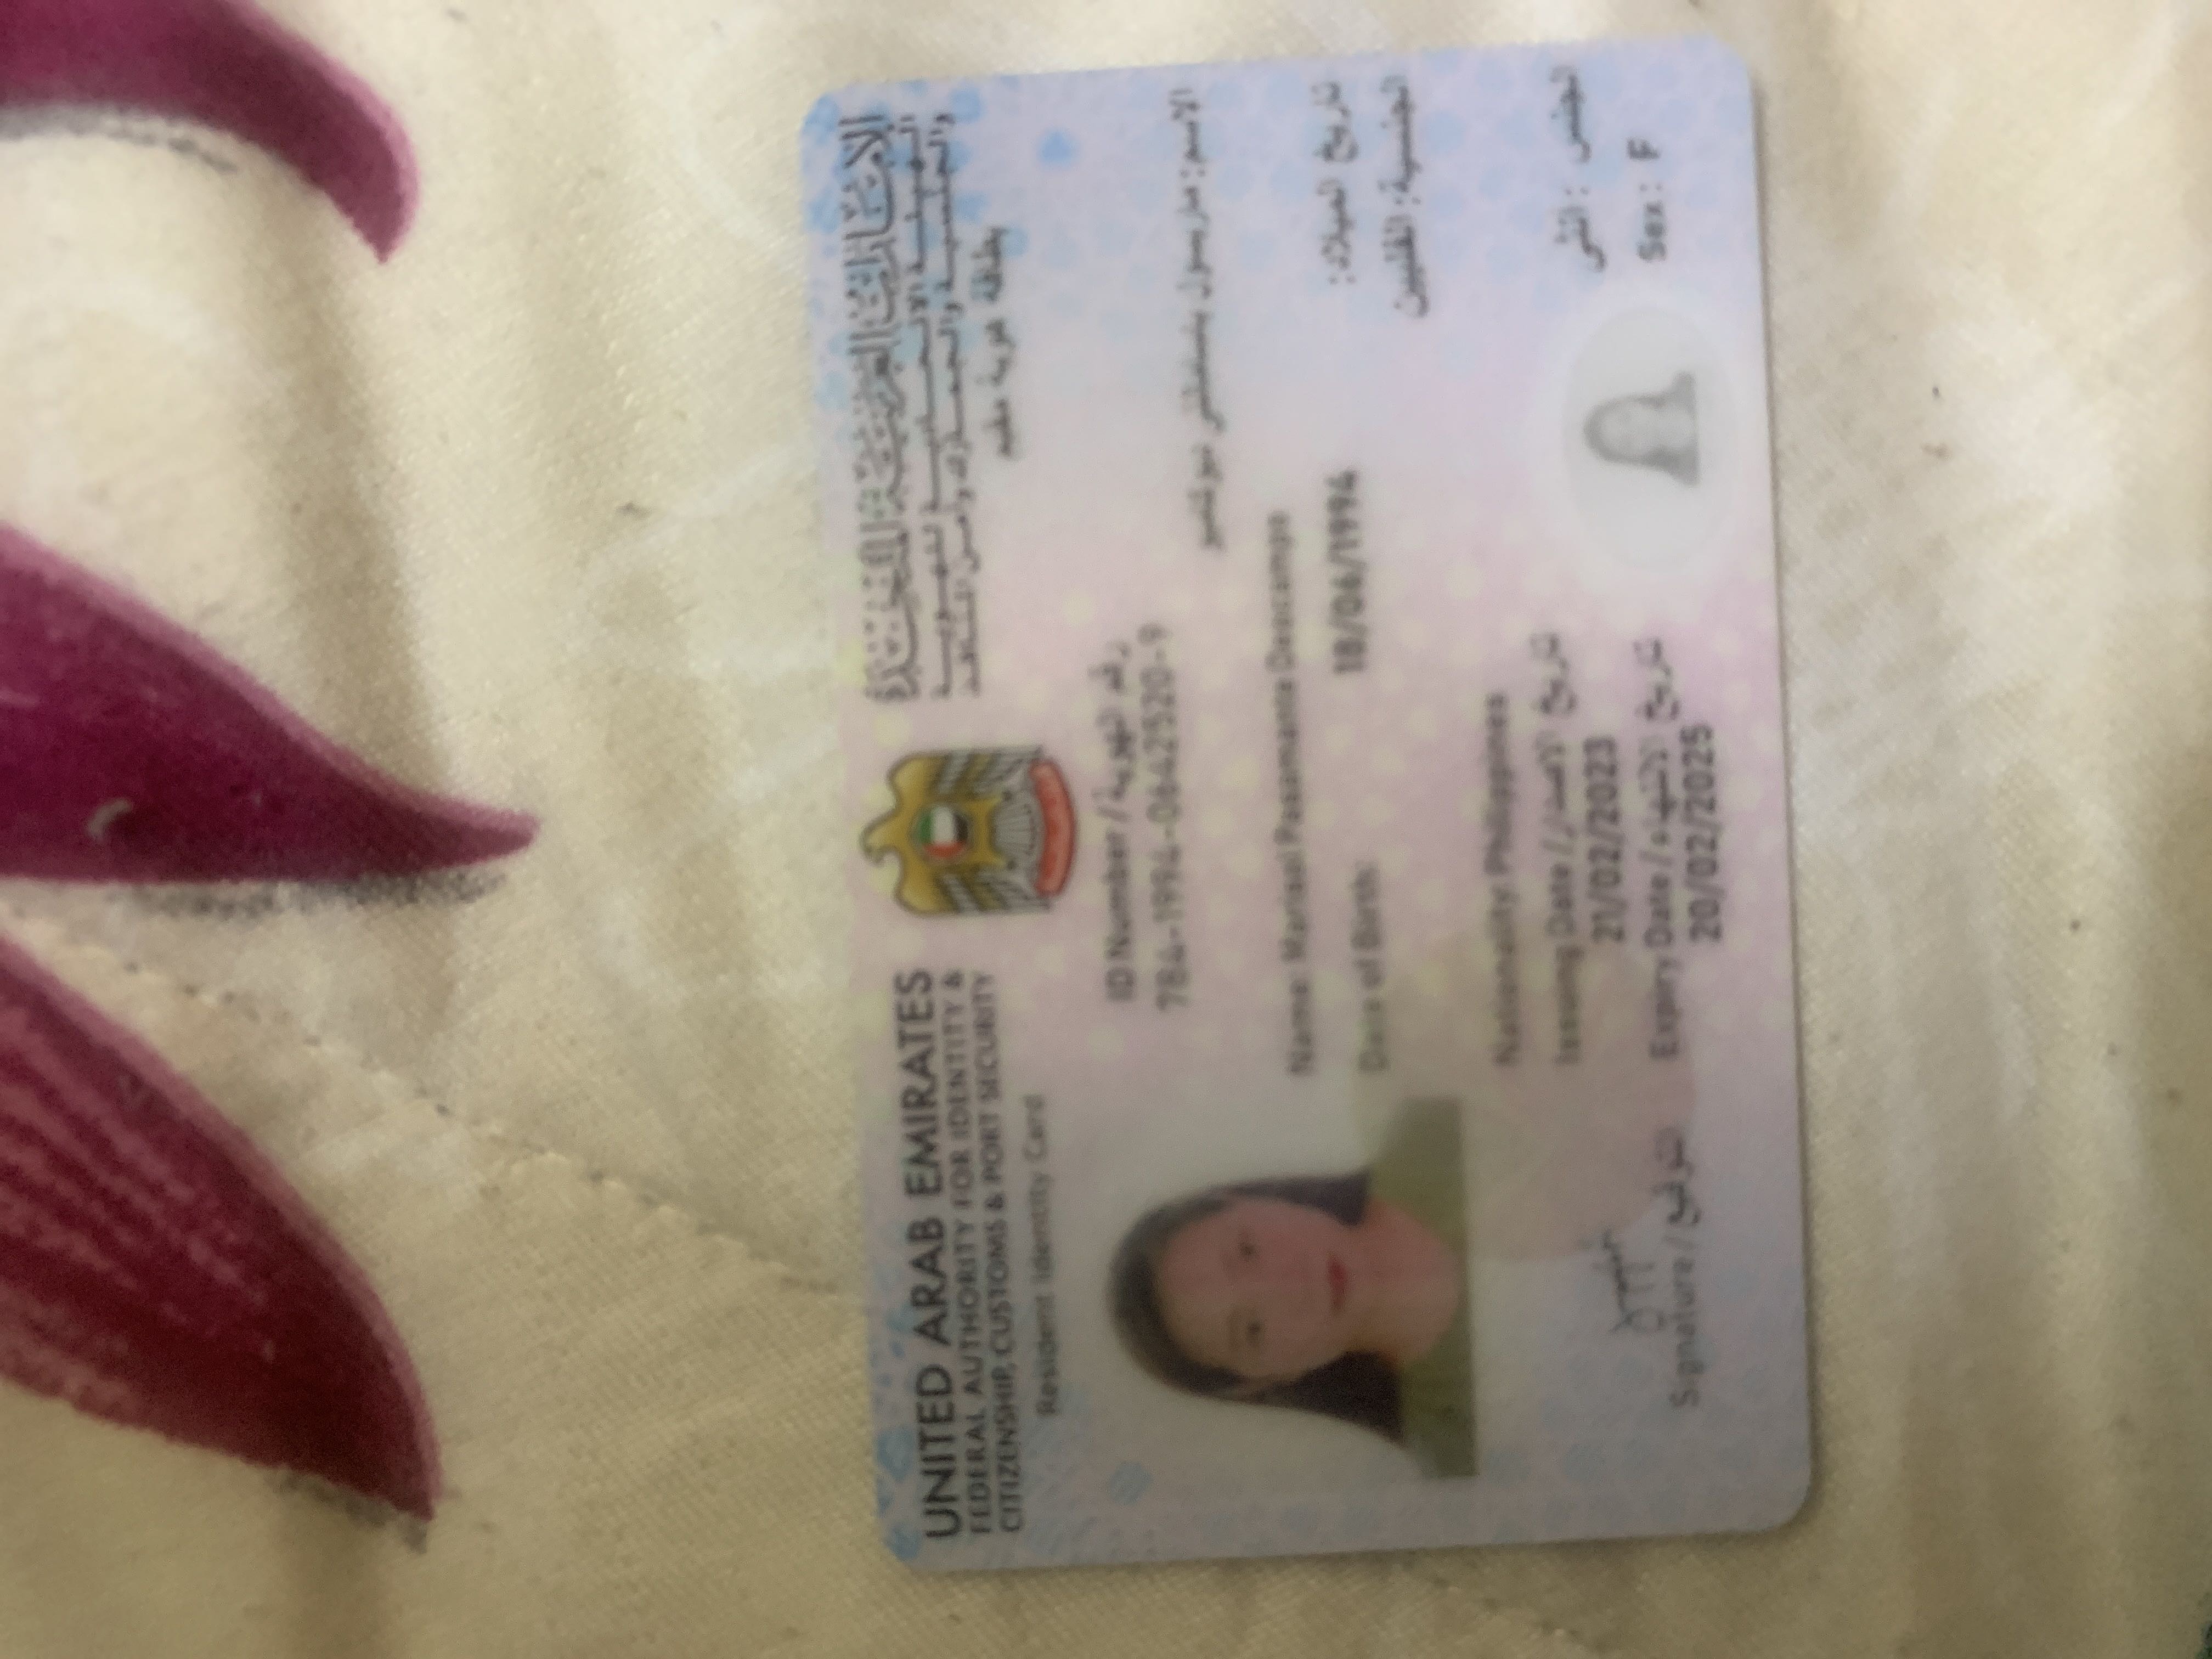 UNITED ARAB EMIRATES
FEDERAL AUTHORITY FOR IDENTITY &
CITIZENSHIP, CUSTOMS & PORT SECURITY
Resident Identity Card
الإمارات العربية المتحدة
الهيئة الاتحادية للهوية
والجنسية والجمارك وأمن المنافذ
بطاقة هوية مقيم
ID Number / رقم الهوية
784-1994-0642520-9
الاسم: ماريسول
Name: Marisol Pasamante Deocampo
Date of Birth: 18/06/1994 تاريخ الميلاد:
الجنسية: الفلبين
Nationality: Philippines
Issuing Date / تاريخ الاصدار
21/02/2023
Expiry Date / تاريخ الانتهاء
20/02/2025
الجنس : انثى
Sex: F
Signature / التوقيع